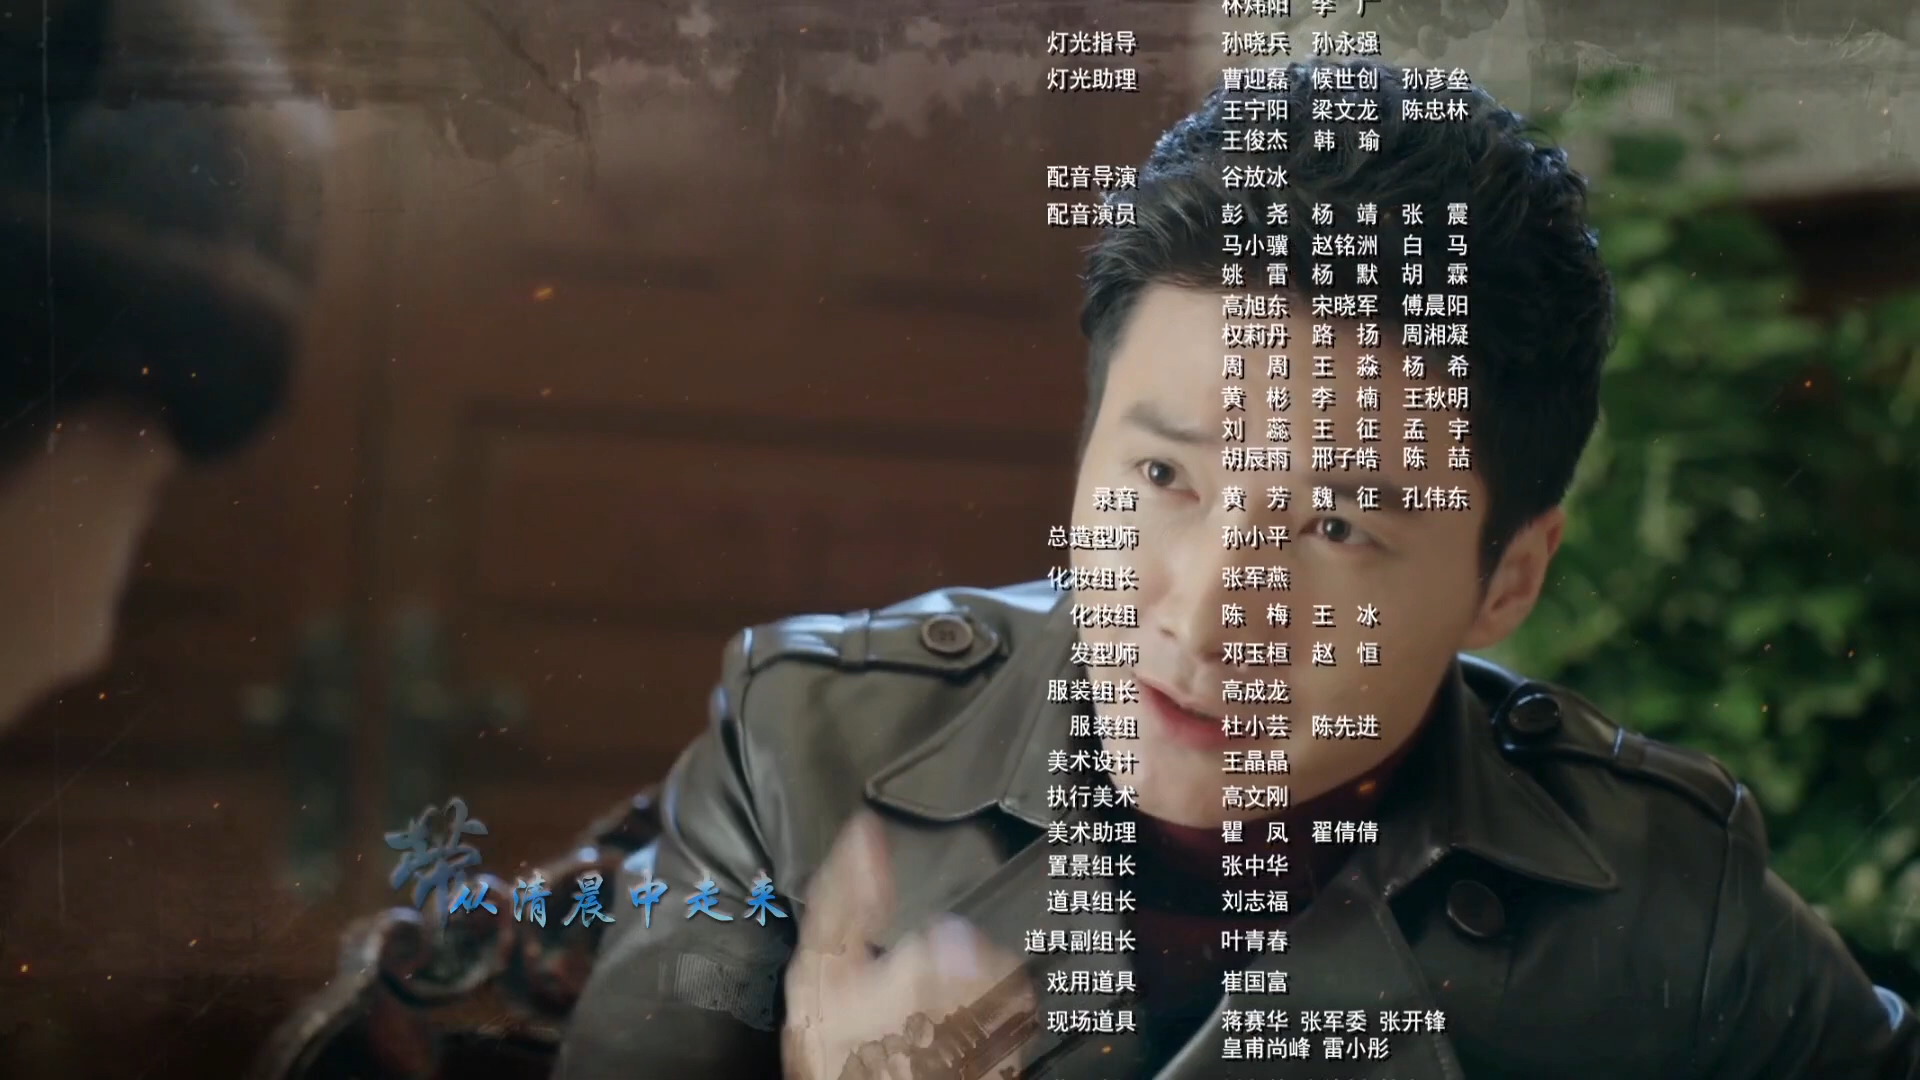 林炜阳 李 广
灯光指导 孙晓兵 孙永强
灯光助理 曹迎磊 候世创 孙彦垒
王宁阳 梁文龙 陈忠林
王俊杰 韩 瑜
配音导演 谷放冰
配音演员 彭 尧 杨 靖 张 震
马小骥 赵铭洲 白 马
姚 雷 杨 默 胡 霖
高旭东 宋晓军 傅晨阳
权莉丹 路 扬 周湘凝
周 周 王 淼 杨 希
黄 彬 李 楠 王秋明
刘 蕊 王 征 孟 宇
胡辰雨 邢子皓 陈 喆
录音 黄 芳 魏 征 孔伟东
总造型师 孙小平
化妆组长 张军燕
化妆组 陈 梅 王 冰
发型师 邓玉桓 赵 恒
服装组长 高成龙
服装组 杜小芸 陈先进
美术设计 王晶晶
执行美术 高文刚
美术助理 瞿 凤 翟倩倩
置景组长 张中华
道具组长 刘志福
道具副组长 叶青春
戏用道具 崔国富
现场道具 蒋赛华 张军委 张开锋
皇甫尚峰 雷小彤
带从清晨中走来